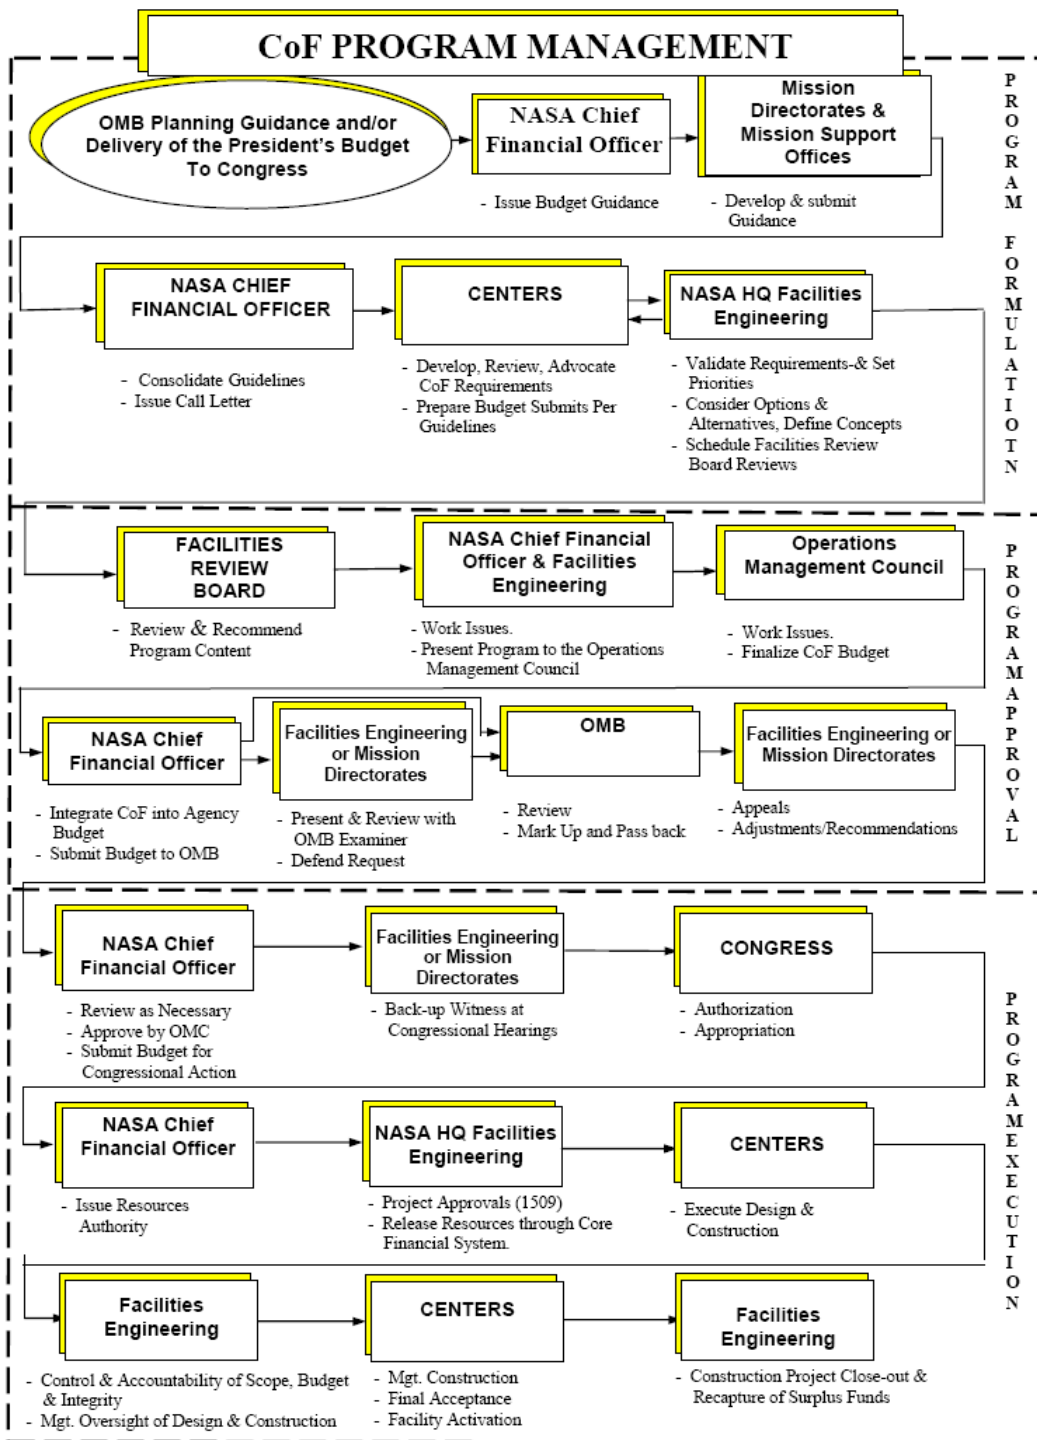 CoF PROGRAM MANAGEMENT
OMB Planning Guidance and/or
Delivery of the President's Budget
To Congress
NASA Chief
Financial Officer
- Issue Budget Guidance
Mission
Directorates &
Mission Support
Offices
- Develop & submit
Guidance
NASA CHIEF
FINANCIAL OFFICER
- Consolidate Guidelines
- Issue Call Letter
CENTERS
- Develop, Review, Advocate
CoF Requirements
- Prepare Budget Submits Per
Guidelines
NASA HQ Facilities
Engineering
- Validate Requirements-& Set
Priorities
- Consider Options &
Alternatives, Define Concepts
- Schedule Facilities Review
Board Reviews
PROGRAM FORMULATIOTN
FACILITIES
REVIEW
BOARD
- Review & Recommend
Program Content
NASA Chief Financial
Officer & Facilities
Engineering
- Work Issues.
- Present Program to the Operations
Management Council
Operations
Management Council
- Work Issues.
- Finalize CoF Budget
NASA Chief
Financial Officer
- Integrate CoF into Agency
Budget
- Submit Budget to OMB
Facilities Engineering
or Mission
Directorates
- Present & Review with
OMB Examiner
- Defend Request
OMB
- Review
- Mark Up and Pass back
Facilities Engineering or
Mission Directorates
- Appeals
- Adjustments/Recommendations
PROGRAMAPPROVAL
NASA Chief
Financial Officer
- Review as Necessary
- Approve by OMC
- Submit Budget for
Congressional Action
Facilities Engineering
or Mission
Directorates
- Back-up Witness at
Congressional Hearings
CONGRESS
- Authorization
- Appropriation
NASA Chief
Financial Officer
- Issue Resources
Authority
NASA HQ Facilities
Engineering
- Project Approvals (1509)
- Release Resources through Core
Financial System.
CENTERS
- Execute Design &
Construction
Facilities
Engineering
- Control & Accountability of Scope, Budget
& Integrity
- Mgt. Oversight of Design & Construction
CENTERS
- Mgt. Construction
- Final Acceptance
- Facility Activation
Facilities
Engineering
- Construction Project Close-out &
Recapture of Surplus Funds
PROGRAMEXECUTION